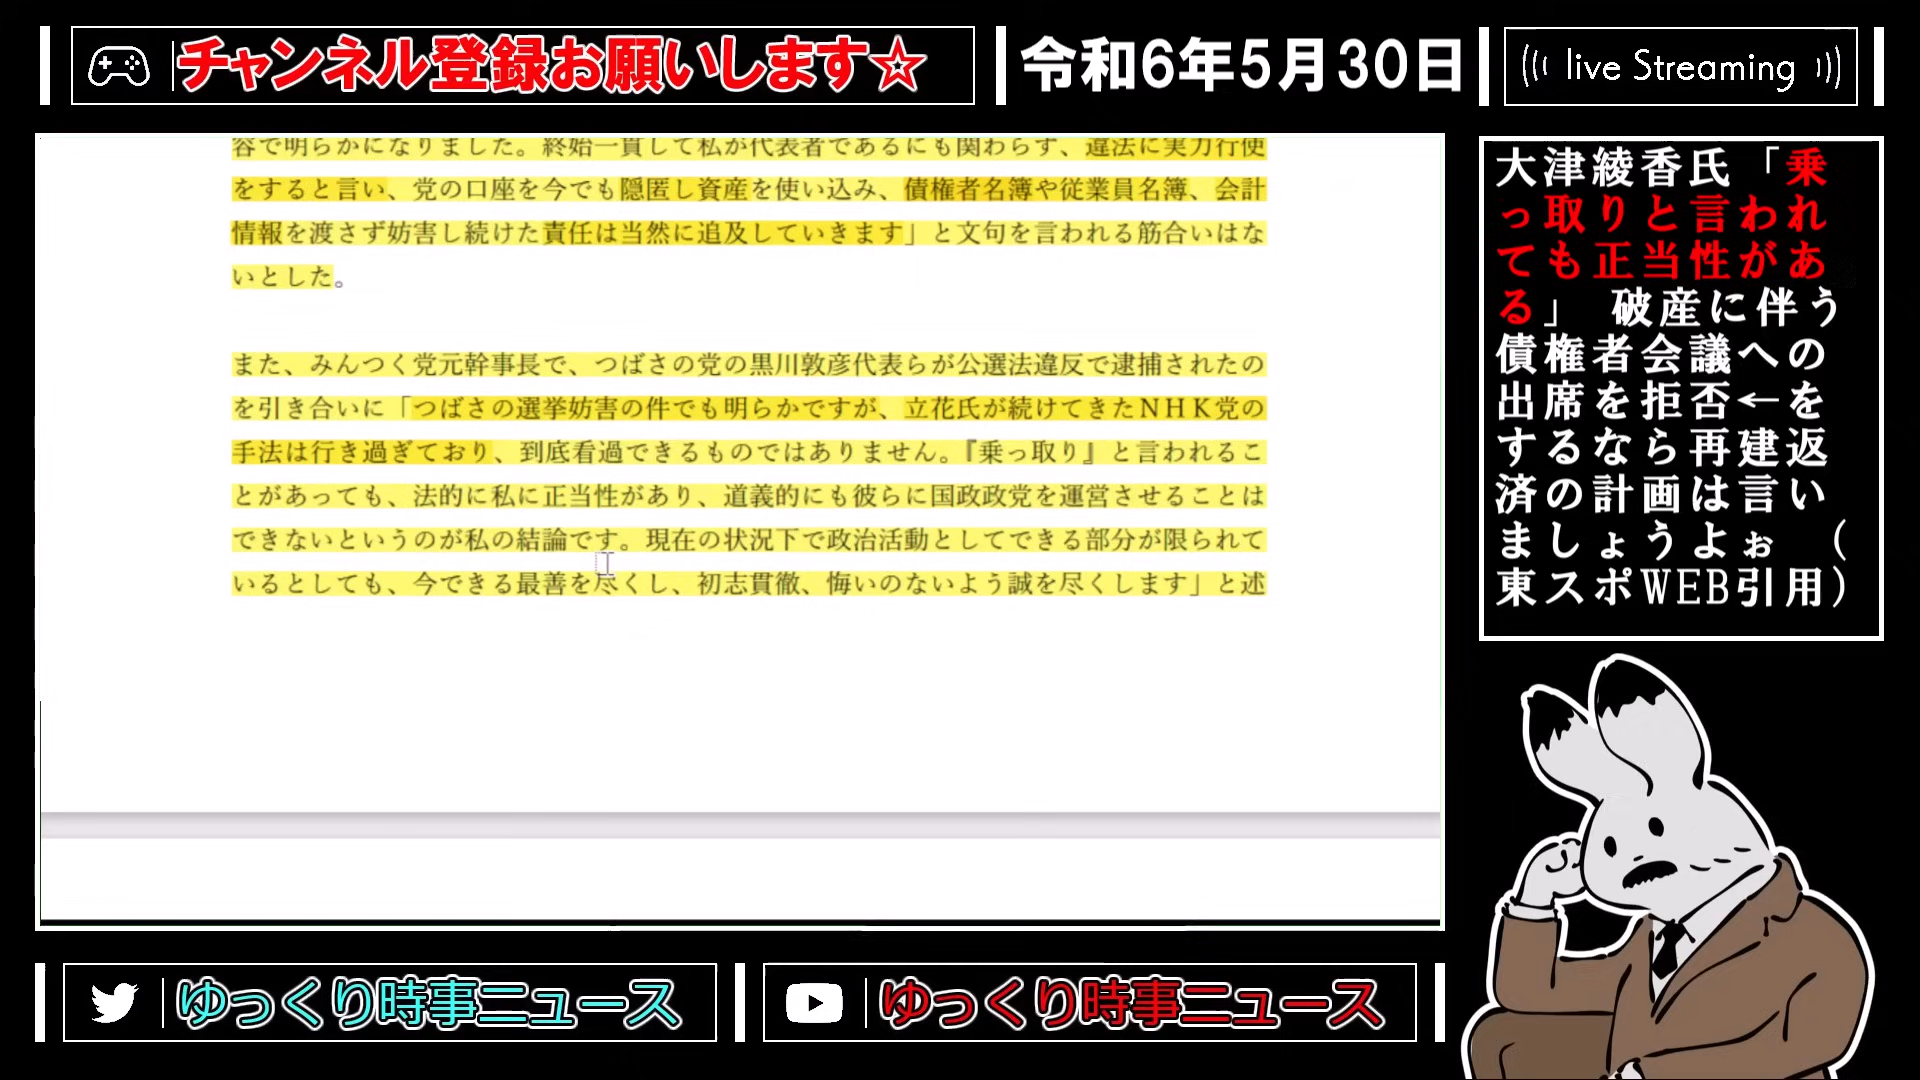 チャンネル登録お願いします☆
令和6年5月30日
live Streaming
容で明らかになりました。終始一貫して私が代表者であるにも関わらず、違法に実力行使
をすると言い、党の口座を今でも隠匿し資産を使い込み、債権者名簿や従業員名簿、会計
情報を渡さず妨害し続けた責任は当然に追及していきます」と文句を言われる筋合いはな
いとした。
また、みんつく党元幹事長で、つばさの党の黒川敦彦代表らが公選法違反で逮捕されたの
を引き合いに「つばさの選挙妨害の件でも明らかですが、立花氏が続けてきたNHK党の
手法は行き過ぎており、到底看過できるものではありません。『乗っ取り』と言われるこ
とがあっても、法的に私に正当性があり、道義的にも彼らに国政政党を運営させることは
できないというのが私の結論です。現在の状況下で政治活動としてできる部分が限られて
いるとしても、今できる最善を尽くし、初志貫徹、悔いのないよう誠を尽くします」と述
大津綾香氏「乗
っ取りと言われ
ても正当性があ
る」　破産に伴う
債権者会議への
出席を拒否←を
するなら再建返
済の計画は言い
ましょうよぉ　（
東スポWEB引用）
ゆっくり時事ニュース
ゆっくり時事ニュース